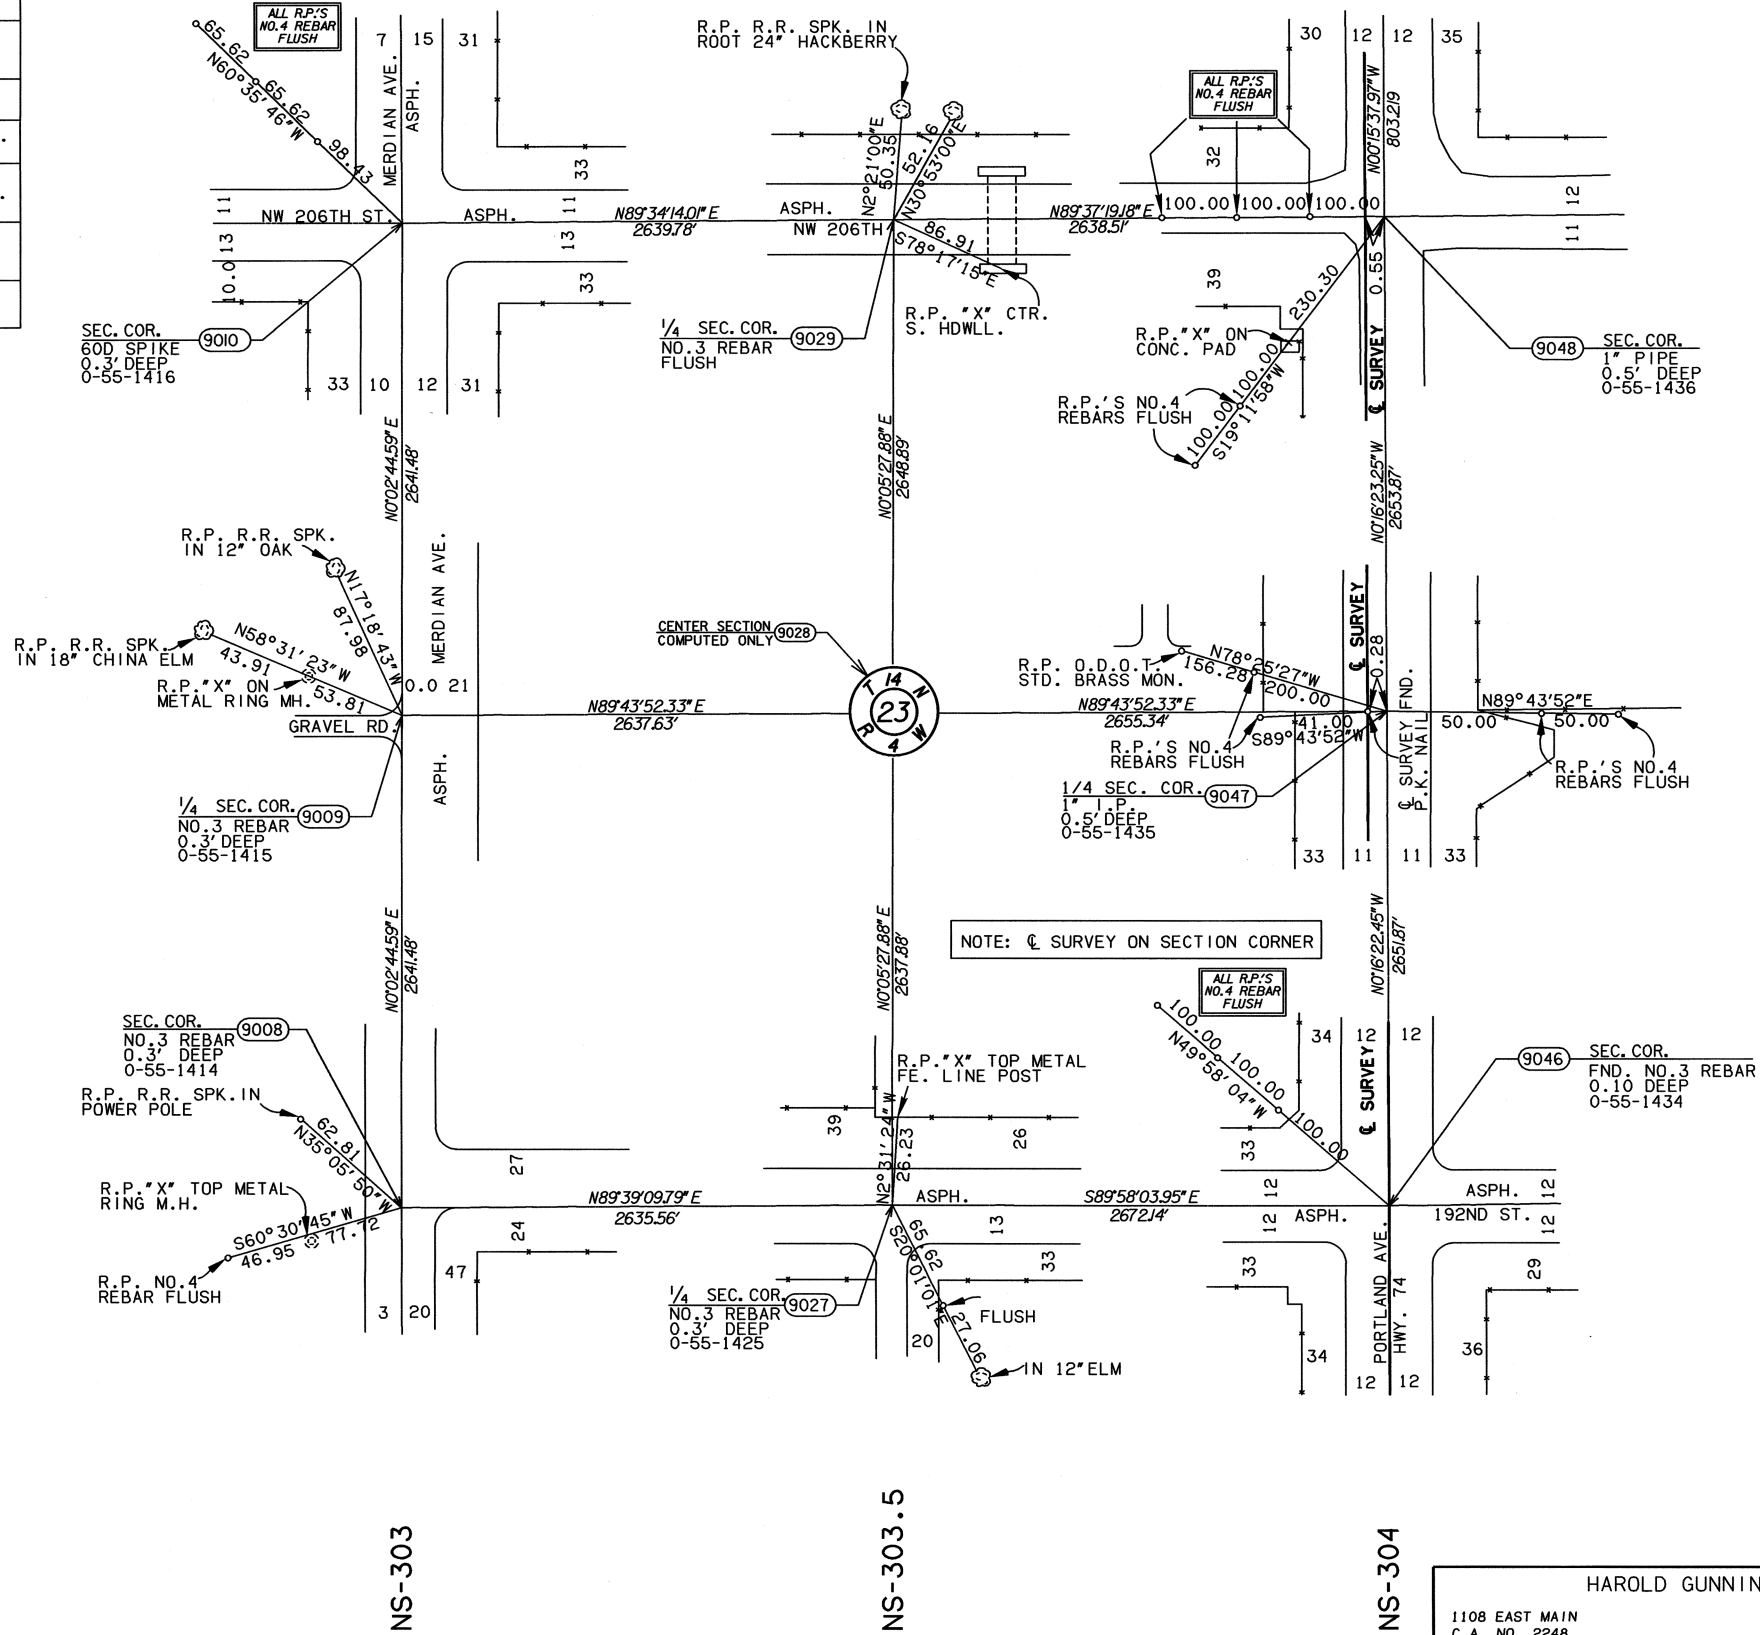 ALL R.P.'S
NO.4 REBAR
FLUSH
65.62
65.62
N60°35'46"W
98.43
7
15
31
MERDIAN AVE.
ASPH.
33
11
11
NW 206TH ST.
ASPH.
13
10.0
13
33
33
10
12
31
SEC. COR.
60D SPIKE
0.3' DEEP
0-55-1416
9010
N89°34'14.01"E
2639.78'
R.P. R.R. SPK. IN
ROOT 24" HACKBERRY
N2°21'00"E
50.35
52.16
N30°53'00"E
ASPH.
NW 206TH
86.91
S78°17'15"E
R.P. "X" CTR.
S. HDWLL.
1/4 SEC. COR.
NO.3 REBAR
FLUSH
9029
N89°37'19.18"E
2638.51'
ALL R.P.'S
NO.4 REBAR
FLUSH
30
12
12
35
N00°15'37.97"W
803.219
32
100.00
100.00
100.00
12
11
39
0.55
℄ SURVEY
230.30
R.P."X" ON
CONC. PAD
100.00
100.00
S19°11'58"W
R.P.'S NO.4
REBARS FLUSH
9048
SEC. COR.
1" PIPE
0.5' DEEP
0-55-1436
N0°02'44.59"E
2641.48'
N0°05'27.88"E
2648.89'
N0°16'23.25"W
2653.87'
R.P. R.R. SPK.
IN 12" OAK
N17°18'43"W
87.98
R.P. R.R. SPK.
IN 18" CHINA ELM
N58°31'23"W
43.91
R.P."X" ON
METAL RING MH.
53.81
GRAVEL RD.
0.0
21
MERDIAN AVE.
ASPH.
1/4 SEC. COR.
NO.3 REBAR
0.3' DEEP
0-55-1415
9009
N89°43'52.33"E
2637.63'
CENTER SECTION
COMPUTED ONLY
9028
T 14 N
23
R 4 W
N89°43'52.33"E
2655.34'
R.P. O.D.O.T.
STD. BRASS MON.
N78°25'27"W
156.28
200.00
℄ SURVEY
0.28
41.00
S89°43'52"W
R.P.'S NO.4
REBARS FLUSH
℄ SURVEY FND.
P.K. NAIL
N89°43'52"E
50.00
50.00
R.P.'S NO.4
REBARS FLUSH
1/4 SEC. COR.
1" I.P.
0.5' DEEP
0-55-1435
9047
33
11
11
33
N0°02'44.59"E
2641.48'
N0°05'27.88"E
2637.88'
N0°16'22.45"W
2651.87'
NOTE: ℄ SURVEY ON SECTION CORNER
ALL R.P.'S
NO.4 REBAR
FLUSH
SEC. COR.
NO.3 REBAR
0.3' DEEP
0-55-1414
9008
R.P. R.R. SPK.IN
POWER POLE
62.81
N35°05'50"W
R.P."X" TOP METAL
RING M.H.
S60°30'45"W
46.95
77.72
R.P. NO.4
REBAR FLUSH
3
20
27
24
47
N89°39'09.79"E
2635.56'
R.P."X" TOP METAL
FE. LINE POST
39
26
N2°31'24"W
26.23
ASPH.
13
33
65.62
S20°01'01"E
FLUSH
27.06
20
IN 12"ELM
1/4 SEC. COR.
NO.3 REBAR
0.3' DEEP
0-55-1425
9027
S89°58'03.95"E
2672.14'
100.00
100.00
100.00
N49°58'04"W
34
12
12
℄ SURVEY
33
12
12
ASPH.
ASPH.
192ND ST.
12
12
33
34
29
36
PORTLAND AVE.
HWY. 74
12
12
9046
SEC. COR.
FND. NO.3 REBAR
0.10 DEEP
0-55-1434
NS-303
NS-303.5
NS-304
HAROLD GUNNIN
1108 EAST MAIN
C.A. NO. 2248